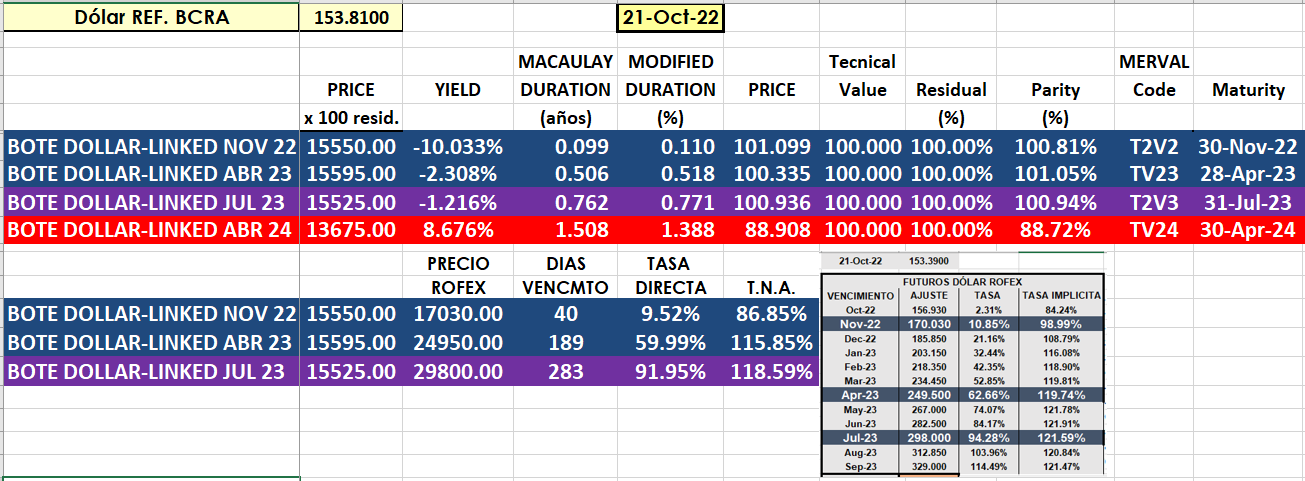 Dólar REF. BCRA 153.8100 21-Oct-22
MACAULAY MODIFIED Tecnical MERVAL
PRICE YIELD DURATION DURATION PRICE Value Residual Parity Code Maturity
x 100 resid. (años) (%) (%) (%)
BOTE DOLLAR-LINKED NOV 22 15550.00 -10.033% 0.099 0.110 101.099 100.000 100.00% 100.81% T2V2 30-Nov-22
BOTE DOLLAR-LINKED ABR 23 15595.00 -2.308% 0.506 0.518 100.335 100.000 100.00% 101.05% TV23 28-Apr-23
BOTE DOLLAR-LINKED JUL 23 15525.00 -1.216% 0.762 0.771 100.936 100.000 100.00% 100.94% T2V3 31-Jul-23
BOTE DOLLAR-LINKED ABR 24 13675.00 8.676% 1.508 1.388 88.908 100.000 100.00% 88.72% TV24 30-Apr-24
PRECIO DIAS TASA
ROFEX VENCMTO DIRECTA T.N.A.
BOTE DOLLAR-LINKED NOV 22 15550.00 17030.00 40 9.52% 86.85%
BOTE DOLLAR-LINKED ABR 23 15595.00 24950.00 189 59.99% 115.85%
BOTE DOLLAR-LINKED JUL 23 15525.00 29800.00 283 91.95% 118.59%
21-Oct-22 153.3900
FUTUROS DÓLAR ROFEX
VENCIMIENTO AJUSTE TASA TASA IMPLICITA
Oct-22 156.930 2.31% 84.24%
Nov-22 170.030 10.85% 98.99%
Dec-22 185.850 21.16% 108.79%
Jan-23 203.150 32.44% 116.08%
Feb-23 218.350 42.35% 118.90%
Mar-23 234.450 52.85% 119.81%
Apr-23 249.500 62.66% 119.74%
May-23 267.000 74.07% 121.78%
Jun-23 282.500 84.17% 121.91%
Jul-23 298.000 94.28% 121.59%
Aug-23 312.850 103.96% 120.84%
Sep-23 329.000 114.49% 121.47%